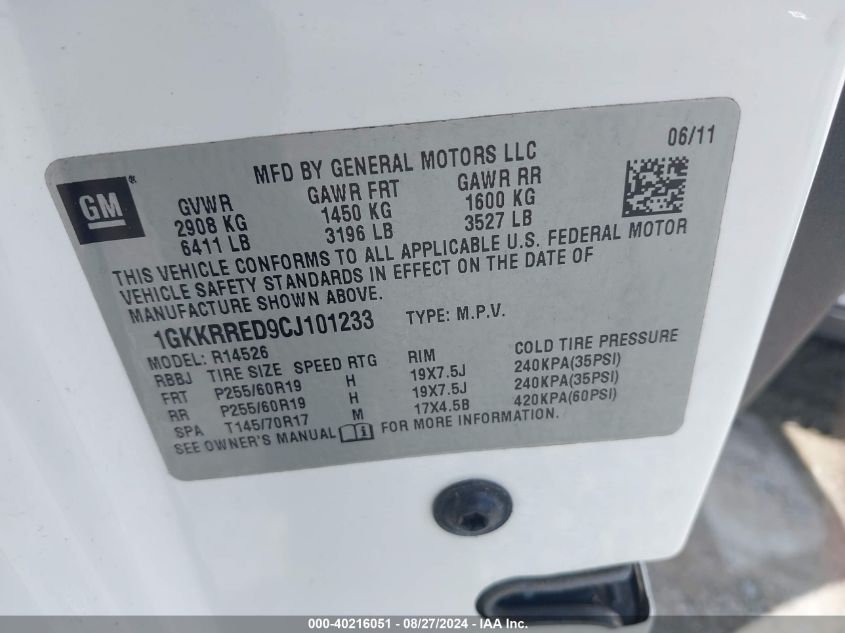 06/11
MFD BY GENERAL MOTORS LLC
GM®
GVWR GAWR FRT GAWR RR
2908 KG 1450 KG 1600 KG
6411 LB 3196 LB 3527 LB
THIS VEHICLE CONFORMS TO ALL APPLICABLE U.S. FEDERAL MOTOR
VEHICLE SAFETY STANDARDS IN EFFECT ON THE DATE OF
MANUFACTURE SHOWN ABOVE.
1GKKRRED9CJ101233 TYPE: M.P.V.
MODEL: R14526
RBBJ TIRE SIZE SPEED RTG RIM COLD TIRE PRESSURE
FRT P255/60R19 H 19X7.5J 240KPA(35PSI)
RR P255/60R19 H 19X7.5J 240KPA(35PSI)
SPA T145/70R17 M 17X4.5B 420KPA(60PSI)
SEE OWNER'S MANUAL i FOR MORE INFORMATION.
000-40216051 - 08/27/2024 - IAA Inc.